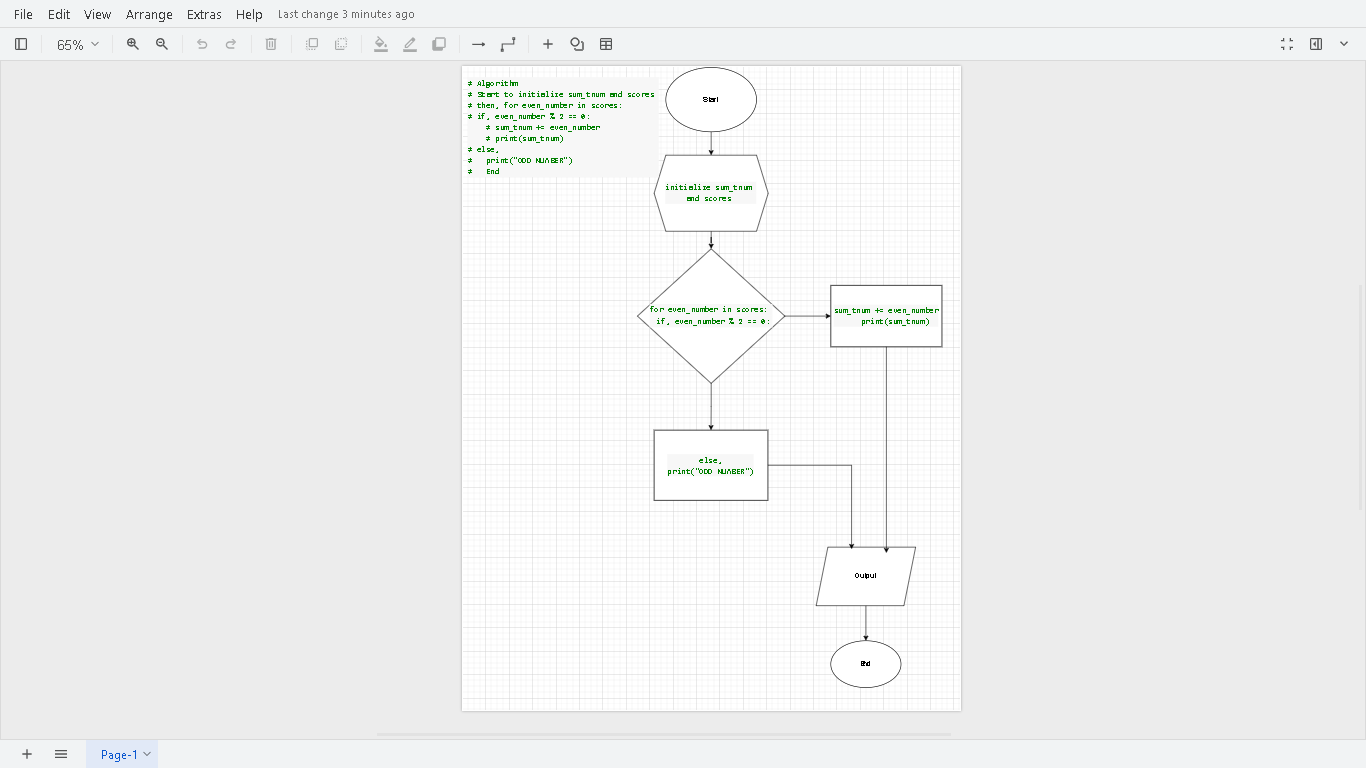 File Edit View Arrange Extras Help Last change 3 minutes ago
65%
# Algorithm
# Start to initialize sum_tnum and scores
# then, for even_number in scores:
# if, even_number % 2 == 0:
# sum_tnum += even_number
# print(sum_tnum)
# else,
# print("ODD NUMBER")
# End
Start
initialize sum_tnum
and scores
for even_number in scores:
if, even_number % 2 == 0:
sum_tnum += even_number
print(sum_tnum)
else,
print("ODD NUMBER")
Output
End
Page-1